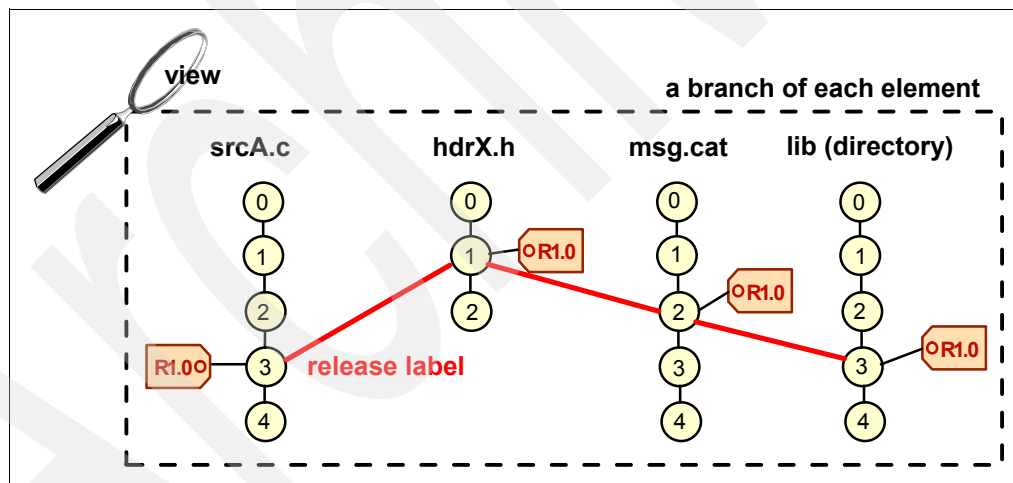 view
a branch of each element
srcA.c hdrX.h msg.cat lib (directory)
0 0 0 0
1 1 R1.0 1 1
2 2 2 R1.0 2
R1.0 3 release label 3 3 R1.0
4 4 4